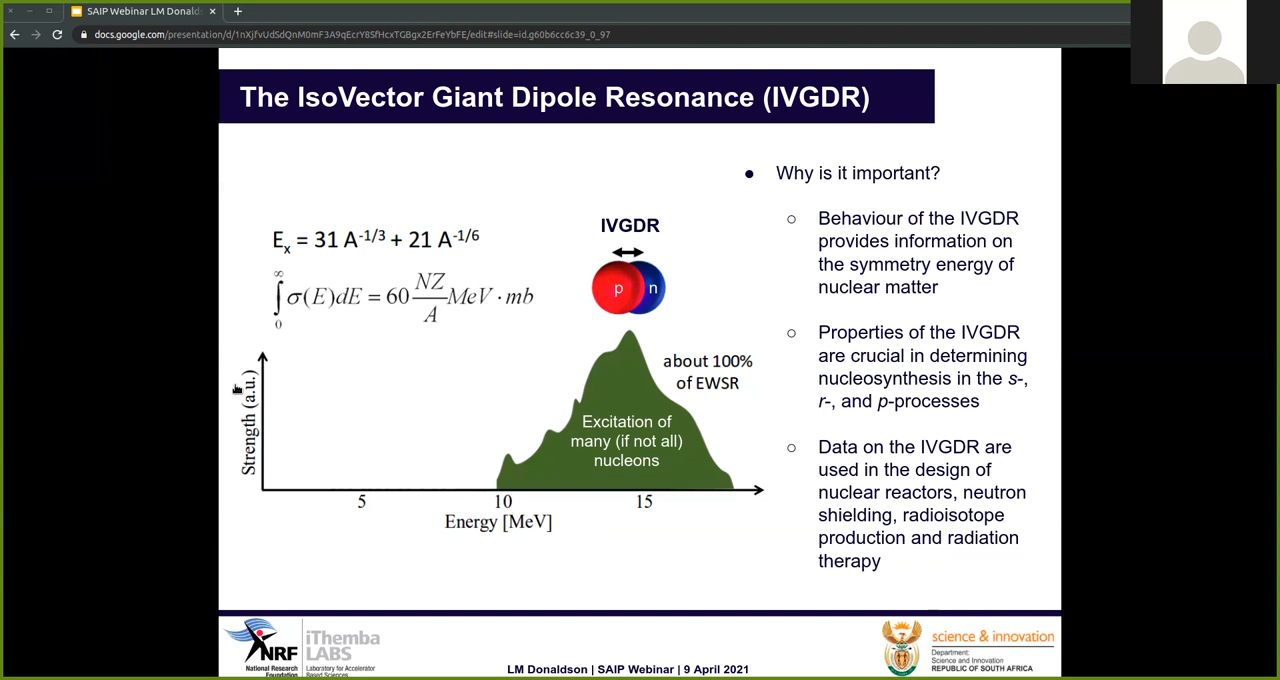 SAIP Webinar LM Donalds
docs.google.com/presentation/d/1nXjfvUdSdQnM0mF3A9qEcrY8SfHcxTGBgx2ErFeYbFE/edit#slide=id.g60b6cc6c39_0_97
The IsoVector Giant Dipole Resonance (IVGDR)
Eₓ = 31 A⁻¹/³ + 21 A⁻¹/⁶
∫₀^∞ σ(E)dE = 60 NZ/A MeV · mb
IVGDR
p n
about 100%
of EWSR
Excitation of
many (if not all)
nucleons
Strength (a.u.)
5 10 15
Energy [MeV]
● Why is it important?
○ Behaviour of the IVGDR
provides information on
the symmetry energy of
nuclear matter
○ Properties of the IVGDR
are crucial in determining
nucleosynthesis in the s-,
r-, and p-processes
○ Data on the IVGDR are
used in the design of
nuclear reactors, neutron
shielding, radioisotope
production and radiation
therapy
NRF
National Research
Foundation
iThemba
LABS
Laboratory for Accelerator
Based Sciences
LM Donaldson | SAIP Webinar | 9 April 2021
science & innovation
Department:
Science and Innovation
REPUBLIC OF SOUTH AFRICA